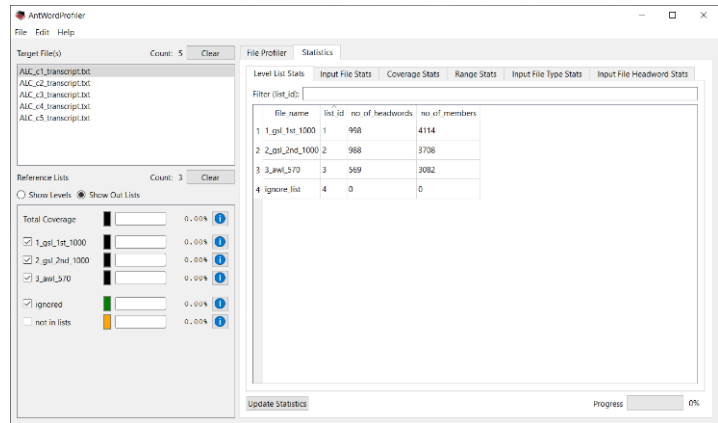 AntWordProfiler
File Edit Help
Target File(s) Count: 5 Clear
ALC_c1_transcript.txt
ALC_c2_transcript.txt
ALC_c3_transcript.txt
ALC_c4_transcript.txt
ALC_c5_transcript.txt
Reference Lists Count: 3 Clear
Show Levels Show Out Lists
Total Coverage 0.00%
1_gsl_1st_1000 0.00%
2_gsl_2nd_1000 0.00%
3_awl_570 0.00%
ignored 0.00%
not in lists 0.00%
File Profiler Statistics
Level List Stats Input File Stats Coverage Stats Range Stats Input File Type Stats Input File Headword Stats
Filter (list_id):
file_name list_id no_of_headwords no_of_members
1 1_gsl_1st_1000 1 998 4114
2 2_gsl_2nd_1000 2 988 3708
3 3_awl_570 3 569 3082
4 ignore_list 4 0 0
Update Statistics Progress 0%